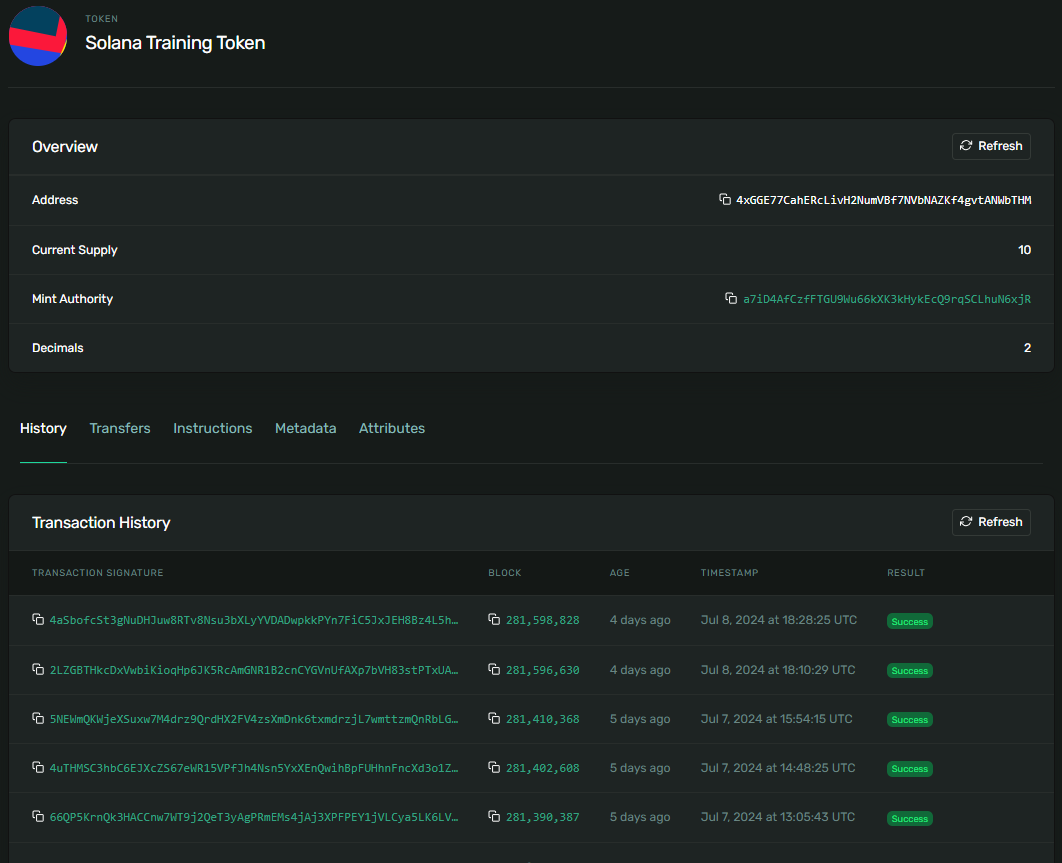 TOKEN
Solana Training Token
Overview
Refresh
Address 4xGGE77CahERcLivH2NumVBf7NVbNAZKf4gvtANWbTHM
Current Supply 10
Mint Authority a7iD4AfCzfFTGU9Wu66kXK3kHykEcQ9rqSCLhuN6xjR
Decimals 2
History Transfers Instructions Metadata Attributes
Transaction History
Refresh
TRANSACTION SIGNATURE BLOCK AGE TIMESTAMP RESULT
4aSbofcSt3gNuDHJuw8RTv8Nsu3bXLyYVDADwpkkPYn7FiC5JxJEH8Bz4L5h… 281,598,828 4 days ago Jul 8, 2024 at 18:28:25 UTC Success
2LZGBTHkcDxVwbiKioqHp6JK5RcAmGNR1B2cnCYGVnUfAXp7bVH83stPTxUA… 281,596,630 4 days ago Jul 8, 2024 at 18:10:29 UTC Success
5NEWmQKWjeXSuxw7M4drz9QrdHX2FV4zsXmDnk6txmdrzjL7wmttzmQnRbLG… 281,410,368 5 days ago Jul 7, 2024 at 15:54:15 UTC Success
4uTHMSC3hbC6EJXcZS67eWR15VPfJh4Nsn5YxXEnQwihBpFUHhnFncXd3o1Z… 281,402,608 5 days ago Jul 7, 2024 at 14:48:25 UTC Success
66QP5KrnQk3HACCnw7WT9j2QeT3yAgPRmEMs4jAj3XPFPEY1jVLCya5LK6LV… 281,390,387 5 days ago Jul 7, 2024 at 13:05:43 UTC Success